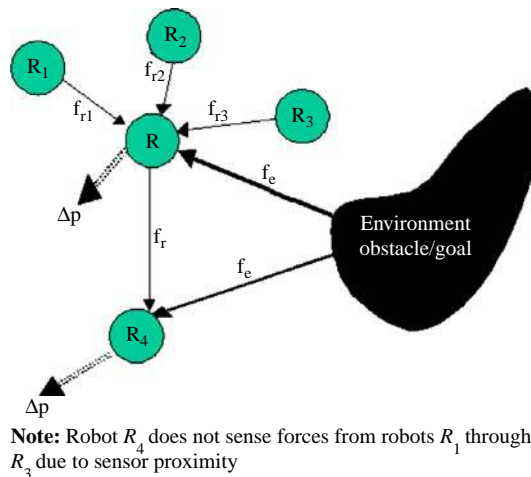 R2
R1
fr2
fr1
fr3
R3
R
fe
Δp
Environment
obstacle/goal
fr
fe
R4
Δp
Note: Robot R4 does not sense forces from robots R1 through
R3 due to sensor proximity